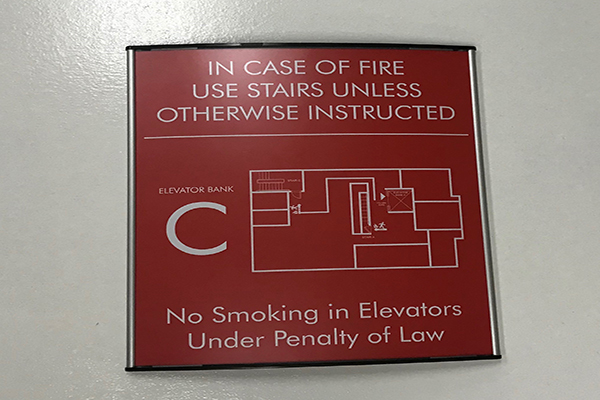 IN CASE OF FIRE
USE STAIRS UNLESS
OTHERWISE INSTRUCTED
ELEVATOR BANK
C
No Smoking in Elevators
Under Penalty of Law